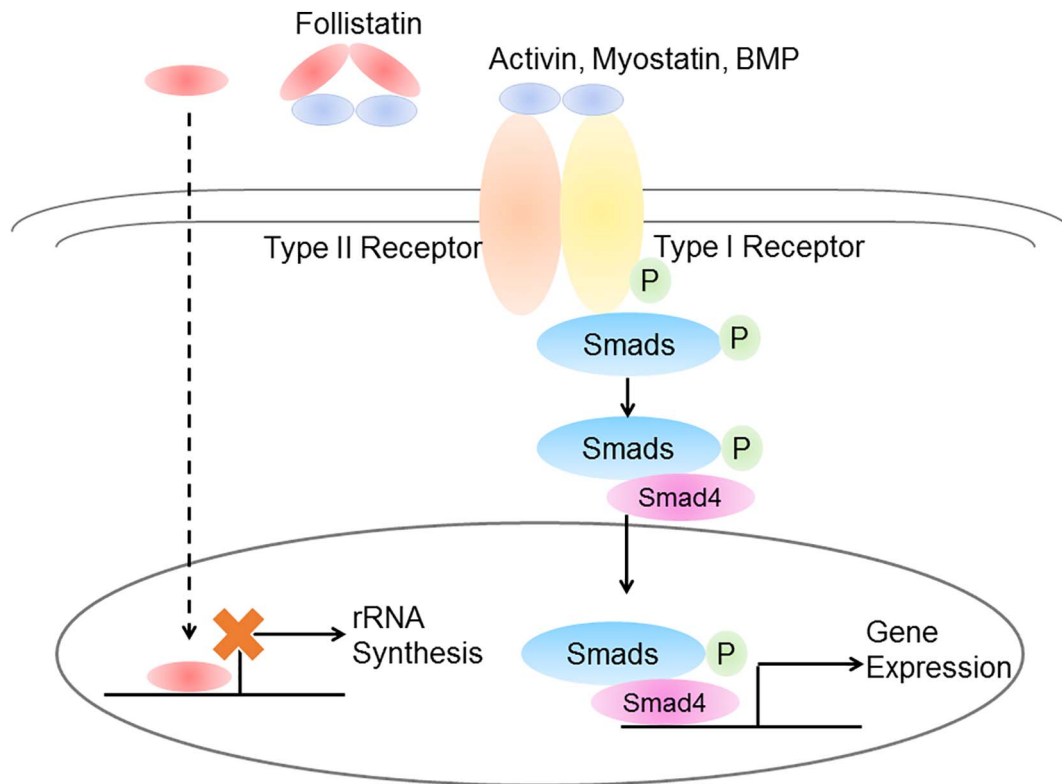 Follistatin
Activin, Myostatin, BMP
Type II Receptor
Type I Receptor
P
Smads
P
Smads
P
Smad4
rRNA
Synthesis
Smads
P
Smad4
Gene
Expression